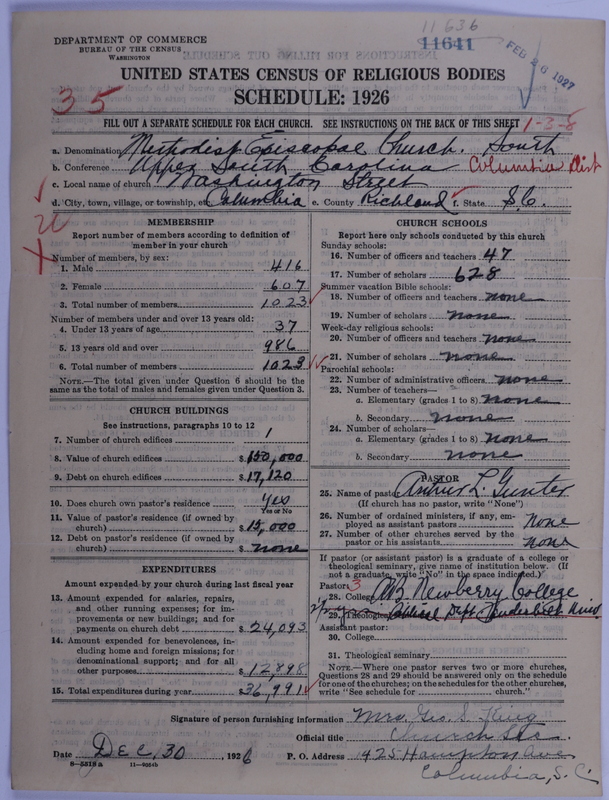 11636
DEPARTMENT OF COMMERCE
BUREAU OF THE CENSUS
WASHINGTON
11641
FEB 26 1927
UNITED STATES CENSUS OF RELIGIOUS BODIES
SCHEDULE: 1926
35
FILL OUT A SEPARATE SCHEDULE FOR EACH CHURCH. SEE INSTRUCTIONS ON THE BACK OF THIS SHEET
1-3-8
a. Denomination Methodist Episcopal Church. South
b. Conference Upper South Carolina Columbia Dist
c. Local name of church Washington Street
d. City, town, village, or township, etc. Columbia e. County Richland f. State S.C.
MEMBERSHIP
Report number of members according to definition of member in your church
Number of members, by sex:
1. Male 416
2. Female 607
3. Total number of members 1023
Number of members under and over 13 years old:
4. Under 13 years of age 37
5. 13 years old and over 986
6. Total number of members 1023
NOTE.—The total given under Question 6 should be the same as the total of males and females given under Question 3.
CHURCH BUILDINGS
See instructions, paragraphs 10 to 12
7. Number of church edifices 1
8. Value of church edifices $150,000
9. Debt on church edifices $17,120
10. Does church own pastor's residence Yes
Yes or No
11. Value of pastor's residence (if owned by church) $15,000
12. Debt on pastor's residence (if owned by church) $ none
EXPENDITURES
Amount expended by your church during last fiscal year
13. Amount expended for salaries, repairs, and other running expenses; for improvements or new buildings; and for payments on church debt $24,093
14. Amount expended for benevolences, including home and foreign missions; for denominational support; and for all other purposes $12,898
15. Total expenditures during year $36,991
CHURCH SCHOOLS
Report here only schools conducted by this church
Sunday schools:
16. Number of officers and teachers 47
17. Number of scholars 628
Summer vacation Bible schools:
18. Number of officers and teachers none
19. Number of scholars none
Week-day religious schools:
20. Number of officers and teachers none
21. Number of scholars none
Parochial schools:
22. Number of administrative officers none
23. Number of teachers—
a. Elementary (grades 1 to 8) none
b. Secondary none
24. Number of scholars—
a. Elementary (grades 1 to 8) none
b. Secondary none
PASTOR
25. Name of pastor Arthur L. Gunter
(If church has no pastor, write "None")
26. Number of ordained ministers, if any, employed as assistant pastors None
27. Number of other churches served by the pastor or his assistants none
If pastor (or assistant pastor) is a graduate of a college or theological seminary, give name of institution below. (If not a graduate, write "No" in the space indicated.)
Pastor: 3
28. College AB Newberry College
29. Theological Biblical Dept Vanderbilt Univ
Assistant pastor:
30. College
31. Theological seminary
NOTE.—Where one pastor serves two or more churches, Questions 28 and 29 should be answered only on the schedule for one of the churches; on the schedules for the other churches, write "See schedule for church."
Signature of person furnishing information Mrs. Geo. S. King
Official title Church Sec.
Date Dec. 30 1926 P. O. Address 1925 Hampton Ave
Columbia, S.C.
8—5518a 11—9564b